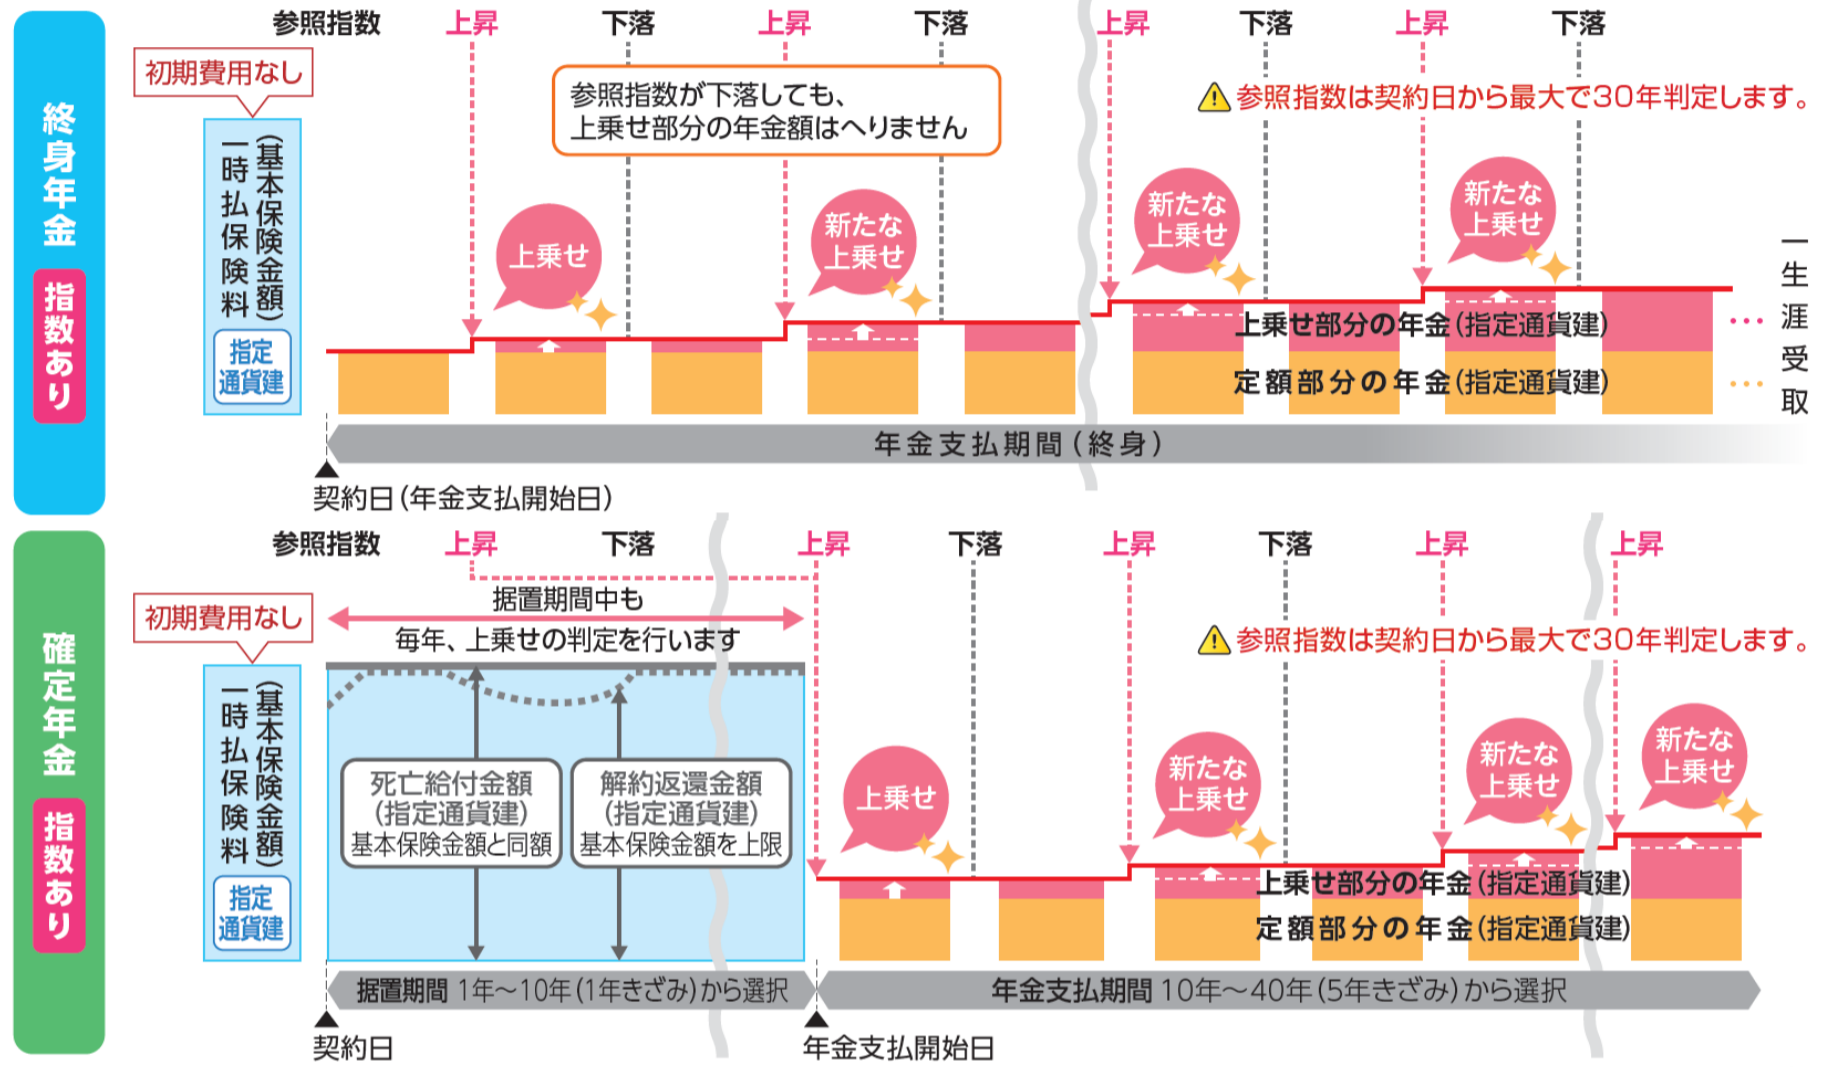 終身年金
指数あり
参照指数 上昇 下落 上昇 下落 上昇 下落 上昇 下落
初期費用なし
一時払保険料
(基本保険金額)
指定
通貨建
参照指数が下落しても、
上乗せ部分の年金額はへりません
参照指数は契約日から最大で30年判定します。
上乗せ
新たな
上乗せ
新たな
上乗せ
新たな
上乗せ
上乗せ部分の年金(指定通貨建)
定額部分の年金(指定通貨建)
一生涯受取
年金支払期間(終身)
契約日(年金支払開始日)
確定年金
指数あり
参照指数 上昇 下落 上昇 下落 上昇 下落 上昇 上昇
初期費用なし
一時払保険料
(基本保険金額)
指定
通貨建
据置期間中も
毎年、上乗せの判定を行います
参照指数は契約日から最大で30年判定します。
死亡給付金額
(指定通貨建)
基本保険金額と同額
解約返還金額
(指定通貨建)
基本保険金額を上限
上乗せ
新たな
上乗せ
新たな
上乗せ
新たな
上乗せ
上乗せ部分の年金(指定通貨建)
定額部分の年金(指定通貨建)
据置期間 1年～10年(1年きざみ)から選択
年金支払期間 10年～40年(5年きざみ)から選択
契約日
年金支払開始日